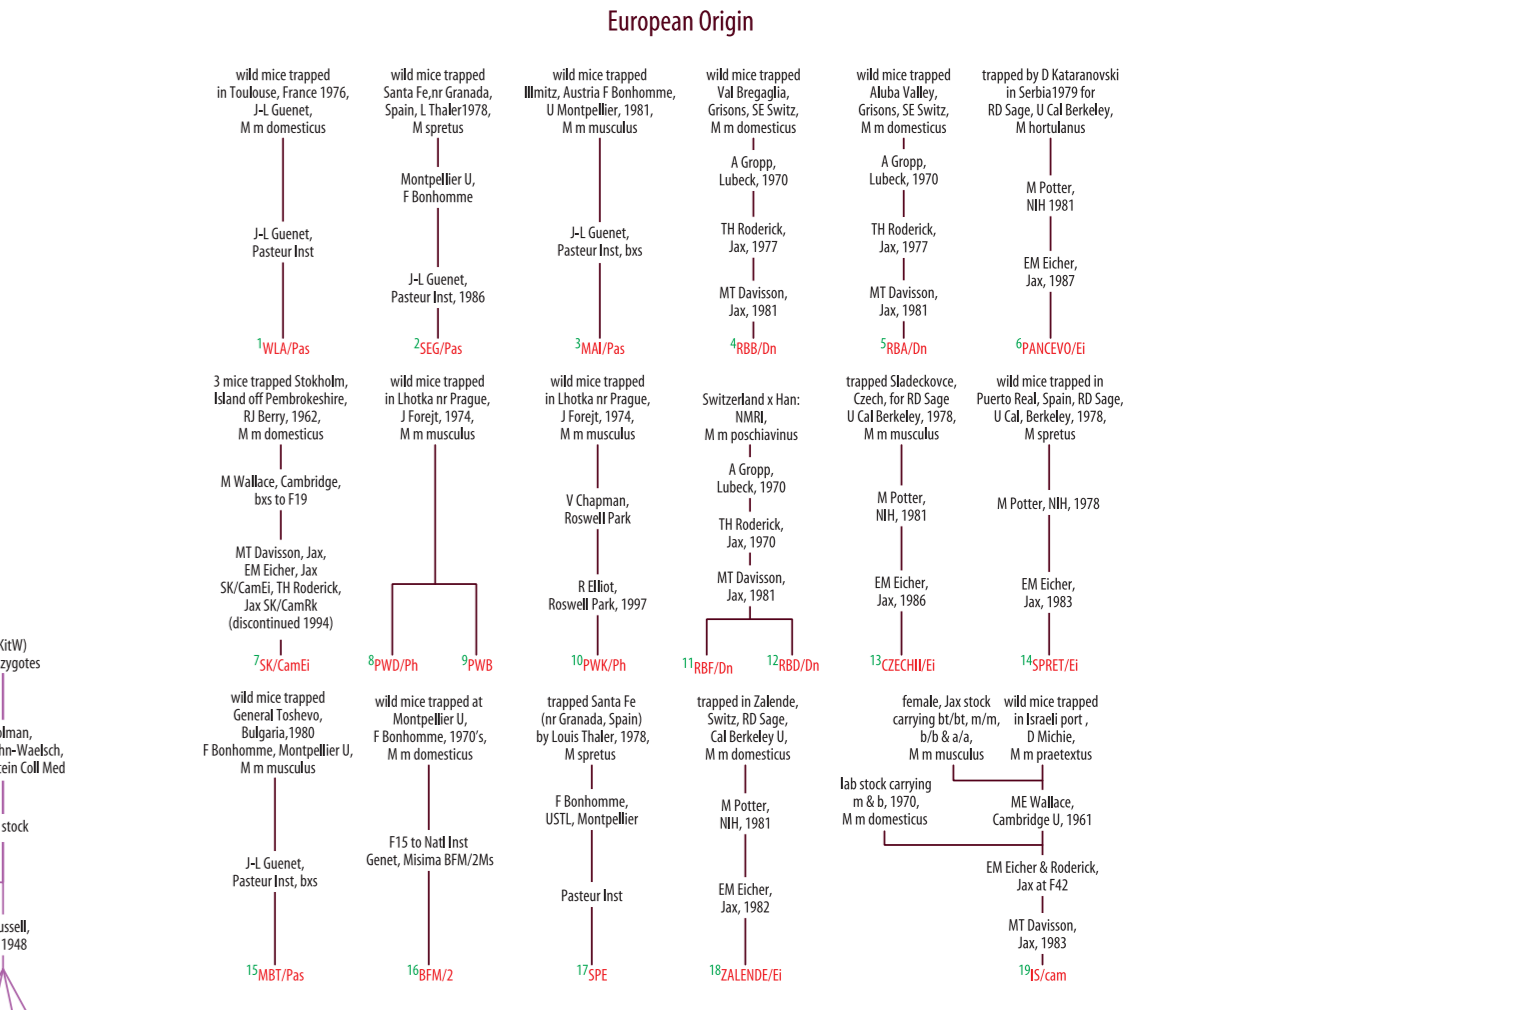 European Origin
wild mice trapped
in Toulouse, France 1976,
J-L Guenet,
M m domesticus
J-L Guenet,
Pasteur Inst
1WLA/Pas
wild mice trapped
Santa Fe,nr Granada,
Spain, L Thaler1978,
M spretus
Montpellier U,
F Bonhomme
J-L Guenet,
Pasteur Inst, 1986
2SEG/Pas
wild mice trapped
Illmitz, Austria F Bonhomme,
U Montpellier, 1981,
M m musculus
J-L Guenet,
Pasteur Inst, bxs
3MAI/Pas
wild mice trapped
Val Bregaglia,
Grisons, SE Switz,
M m domesticus
A Gropp,
Lubeck, 1970
TH Roderick,
Jax, 1977
MT Davisson,
Jax, 1981
4RBB/Dn
wild mice trapped
Aluba Valley,
Grisons, SE Switz,
M m domesticus
A Gropp,
Lubeck, 1970
TH Roderick,
Jax, 1977
MT Davisson,
Jax, 1981
5RBA/Dn
trapped by D Kataranovski
in Serbia1979 for
RD Sage, U Cal Berkeley,
M hortulanus
M Potter,
NIH 1981
EM Eicher,
Jax, 1987
6PANCEVO/Ei
3 mice trapped Stokholm,
Island off Pembrokeshire,
RJ Berry, 1962,
M m domesticus
M Wallace, Cambridge,
bxs to F19
MT Davisson, Jax,
EM Eicher, Jax
SK/CamEi, TH Roderick,
Jax SK/CamRk
(discontinued 1994)
7SK/CamEi
wild mice trapped
in Lhotka nr Prague,
J Forejt, 1974,
M m musculus
8PWD/Ph
9PWB
wild mice trapped
in Lhotka nr Prague,
J Forejt, 1974,
M m musculus
V Chapman,
Roswell Park
R Elliot,
Roswell Park, 1997
10PWK/Ph
Switzerland x Han:
NMRI,
M m poschiavinus
A Gropp,
Lubeck, 1970
TH Roderick,
Jax, 1970
MT Davisson,
Jax, 1981
11RBF/Dn
12RBD/Dn
trapped Sladeckovce,
Czech, for RD Sage
U Cal Berkeley, 1978,
M m musculus
M Potter,
NIH, 1981
EM Eicher,
Jax, 1986
13CZECHII/Ei
wild mice trapped in
Puerto Real, Spain, RD Sage,
U Cal, Berkeley, 1978,
M spretus
M Potter, NIH, 1978
EM Eicher,
Jax, 1983
14SPRET/Ei
wild mice trapped
General Toshevo,
Bulgaria,1980
F Bonhomme, Montpellier U,
M m musculus
J-L Guenet,
Pasteur Inst, bxs
15MBT/Pas
wild mice trapped at
Montpellier U,
F Bonhomme, 1970's,
M m domesticus
F15 to Natl Inst
Genet, Misima BFM/2Ms
16BFM/2
trapped Santa Fe
(nr Granada, Spain)
by Louis Thaler, 1978,
M spretus
F Bonhomme,
USTL, Montpellier
Pasteur Inst
17SPE
trapped in Zalende,
Switz, RD Sage,
Cal Berkeley U,
M m domesticus
M Potter,
NIH, 1981
EM Eicher,
Jax, 1982
18ZALENDE/Ei
female, Jax stock
carrying bt/bt, m/m,
b/b & a/a,
M m musculus
wild mice trapped
in Israeli port ,
D Michie,
M m praetextus
lab stock carrying
m & b, 1970,
M m domesticus
ME Wallace,
Cambridge U, 1961
EM Eicher & Roderick,
Jax at F42
MT Davisson,
Jax, 1983
19IS/cam
KitW)
zygotes
olman,
hn-Waelsch,
tein Coll Med
stock
ussell,
1948